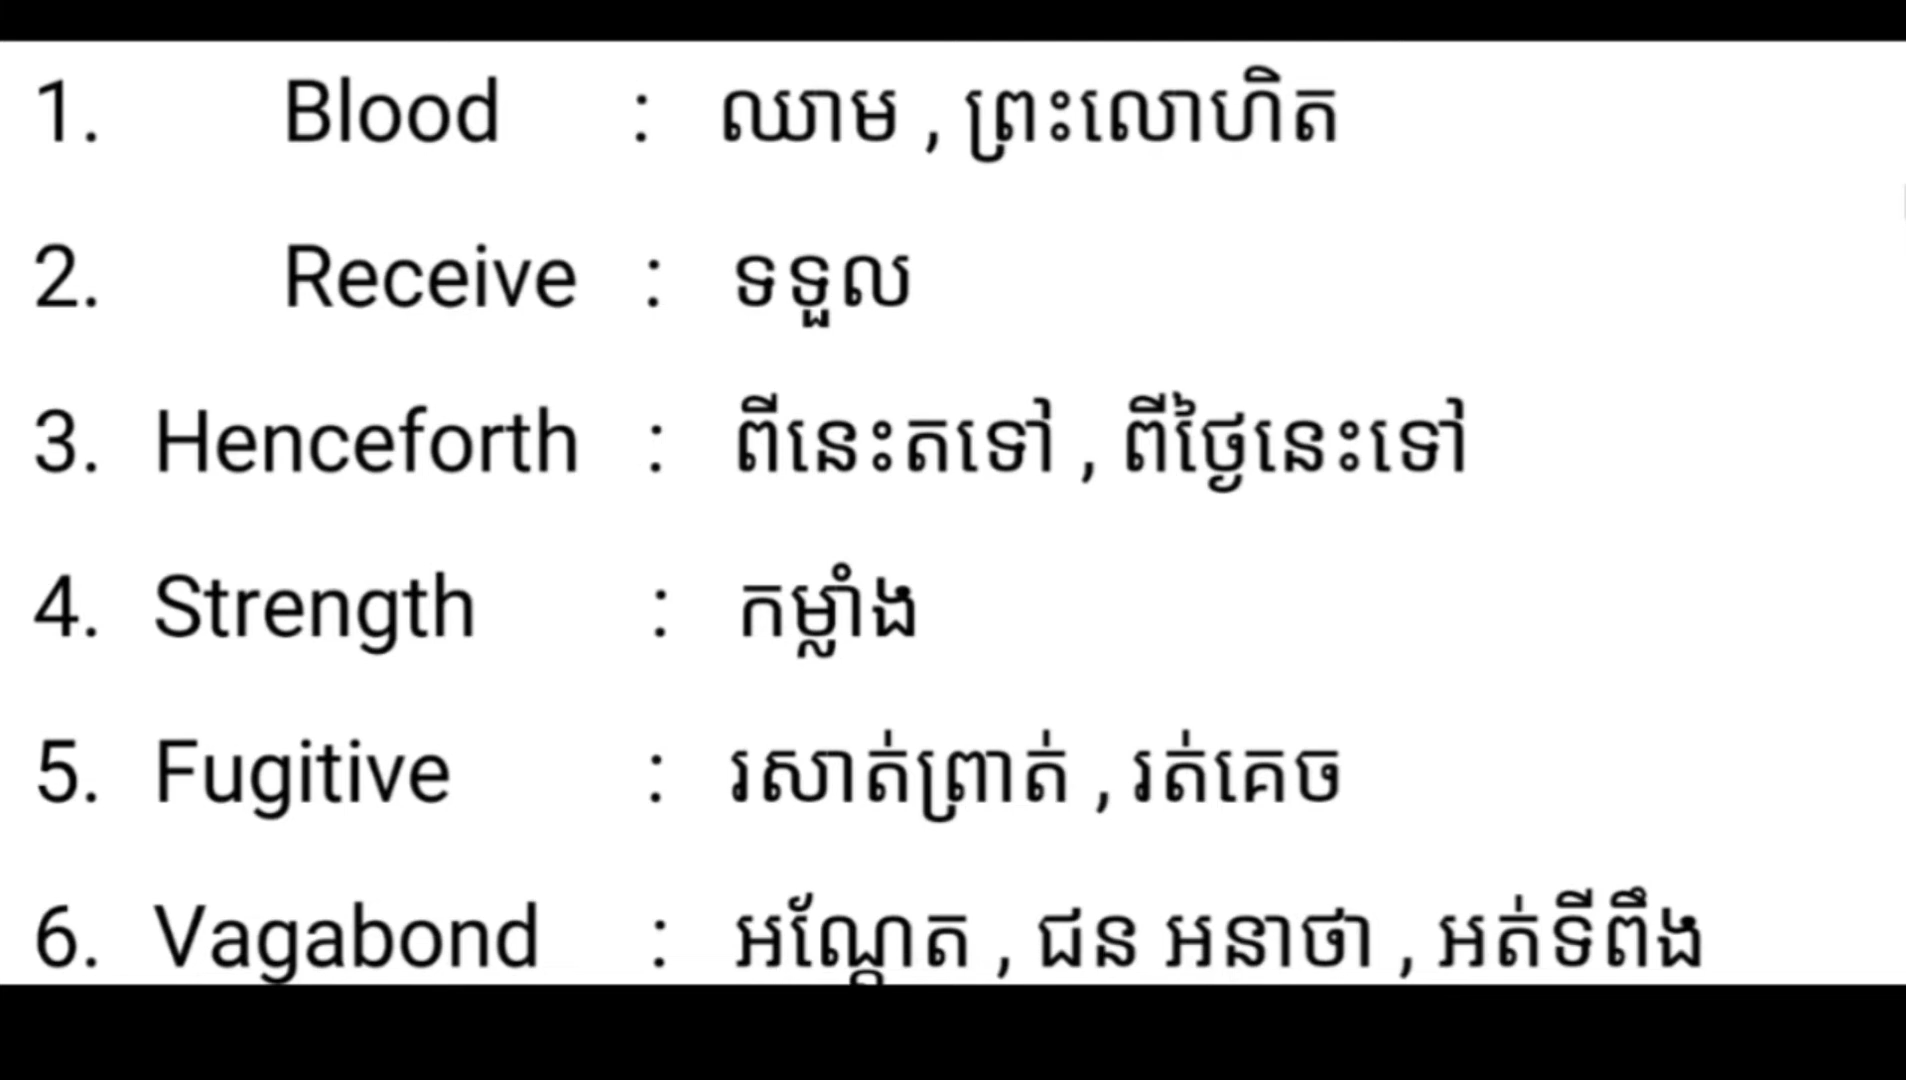 1. Blood : ឈាម , ព្រះលោហិត
2. Receive : ទទួល
3. Henceforth : ពីនេះតទៅ , ពីថ្ងៃនេះទៅ
4. Strength : កម្លាំង
5. Fugitive : រសាត់ព្រាត់ , រត់គេច
6. Vagabond : អណ្ដែត , ជន អនាថា , អត់ទីពឹង